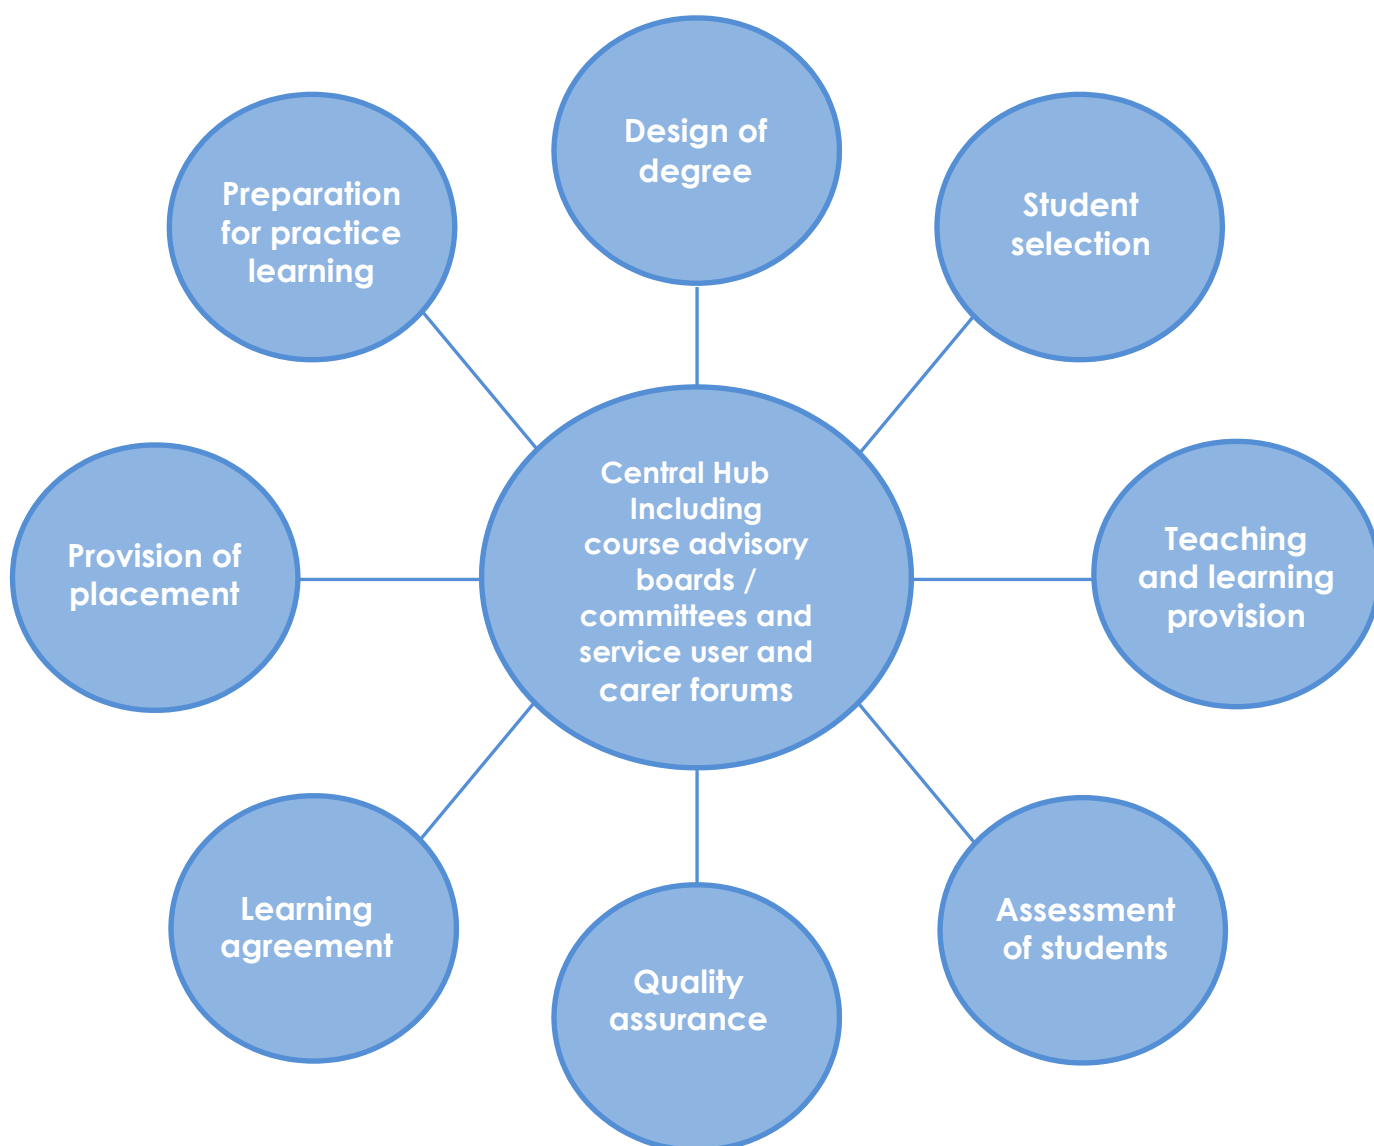 Design of
degree
Student
selection
Teaching
and learning
provision
Assessment
of students
Quality
assurance
Learning
agreement
Provision of
placement
Preparation
for practice
learning
Central Hub
Including
course advisory
boards /
committees and
service user and
carer forums